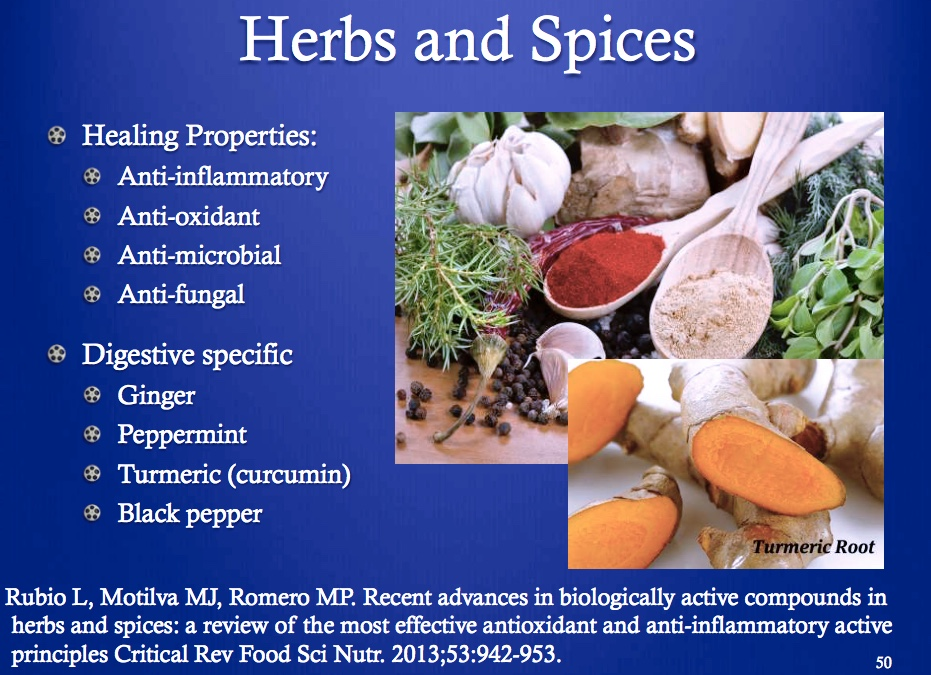 Herbs and Spices
Healing Properties:
Anti-inflammatory
Anti-oxidant
Anti-microbial
Anti-fungal
Digestive specific
Ginger
Peppermint
Turmeric (curcumin)
Black pepper
Turmeric Root
Rubio L, Motilva MJ, Romero MP. Recent advances in biologically active compounds in
herbs and spices: a review of the most effective antioxidant and anti-inflammatory active
principles Critical Rev Food Sci Nutr. 2013;53:942-953.
50